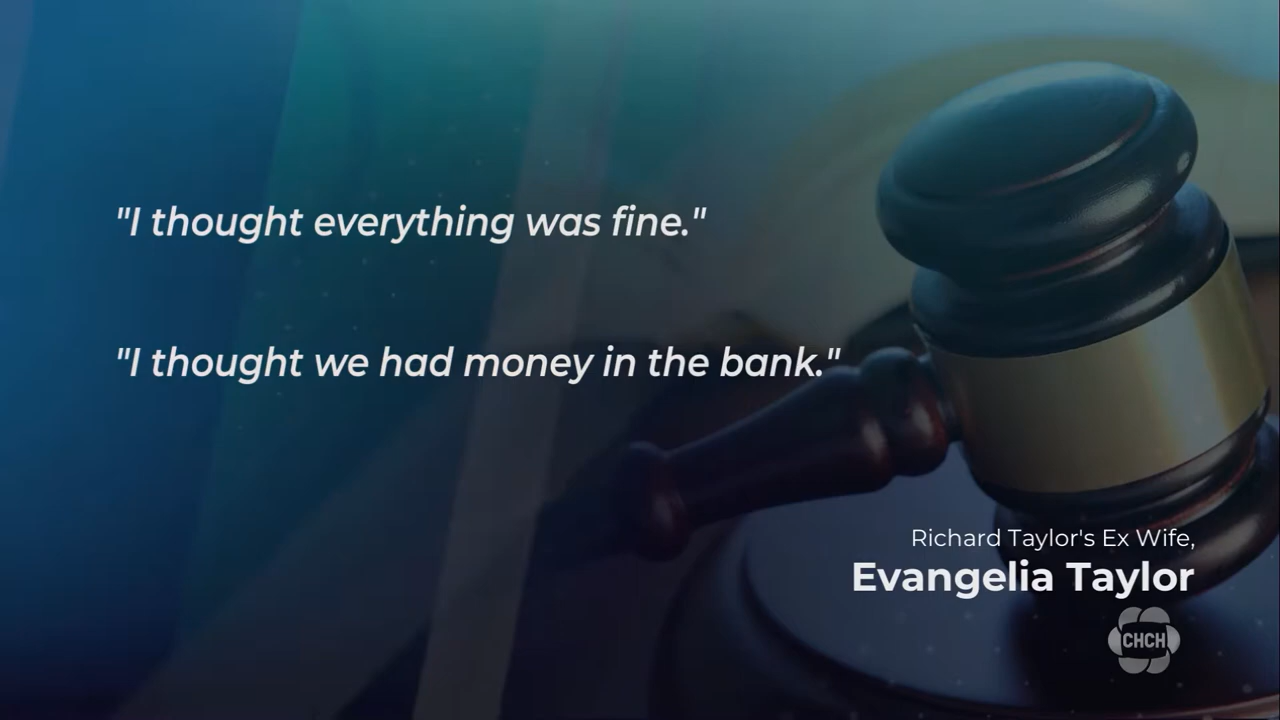 "I thought everything was fine."
"I thought we had money in the bank."
Richard Taylor's Ex Wife,
Evangelia Taylor
CHCH